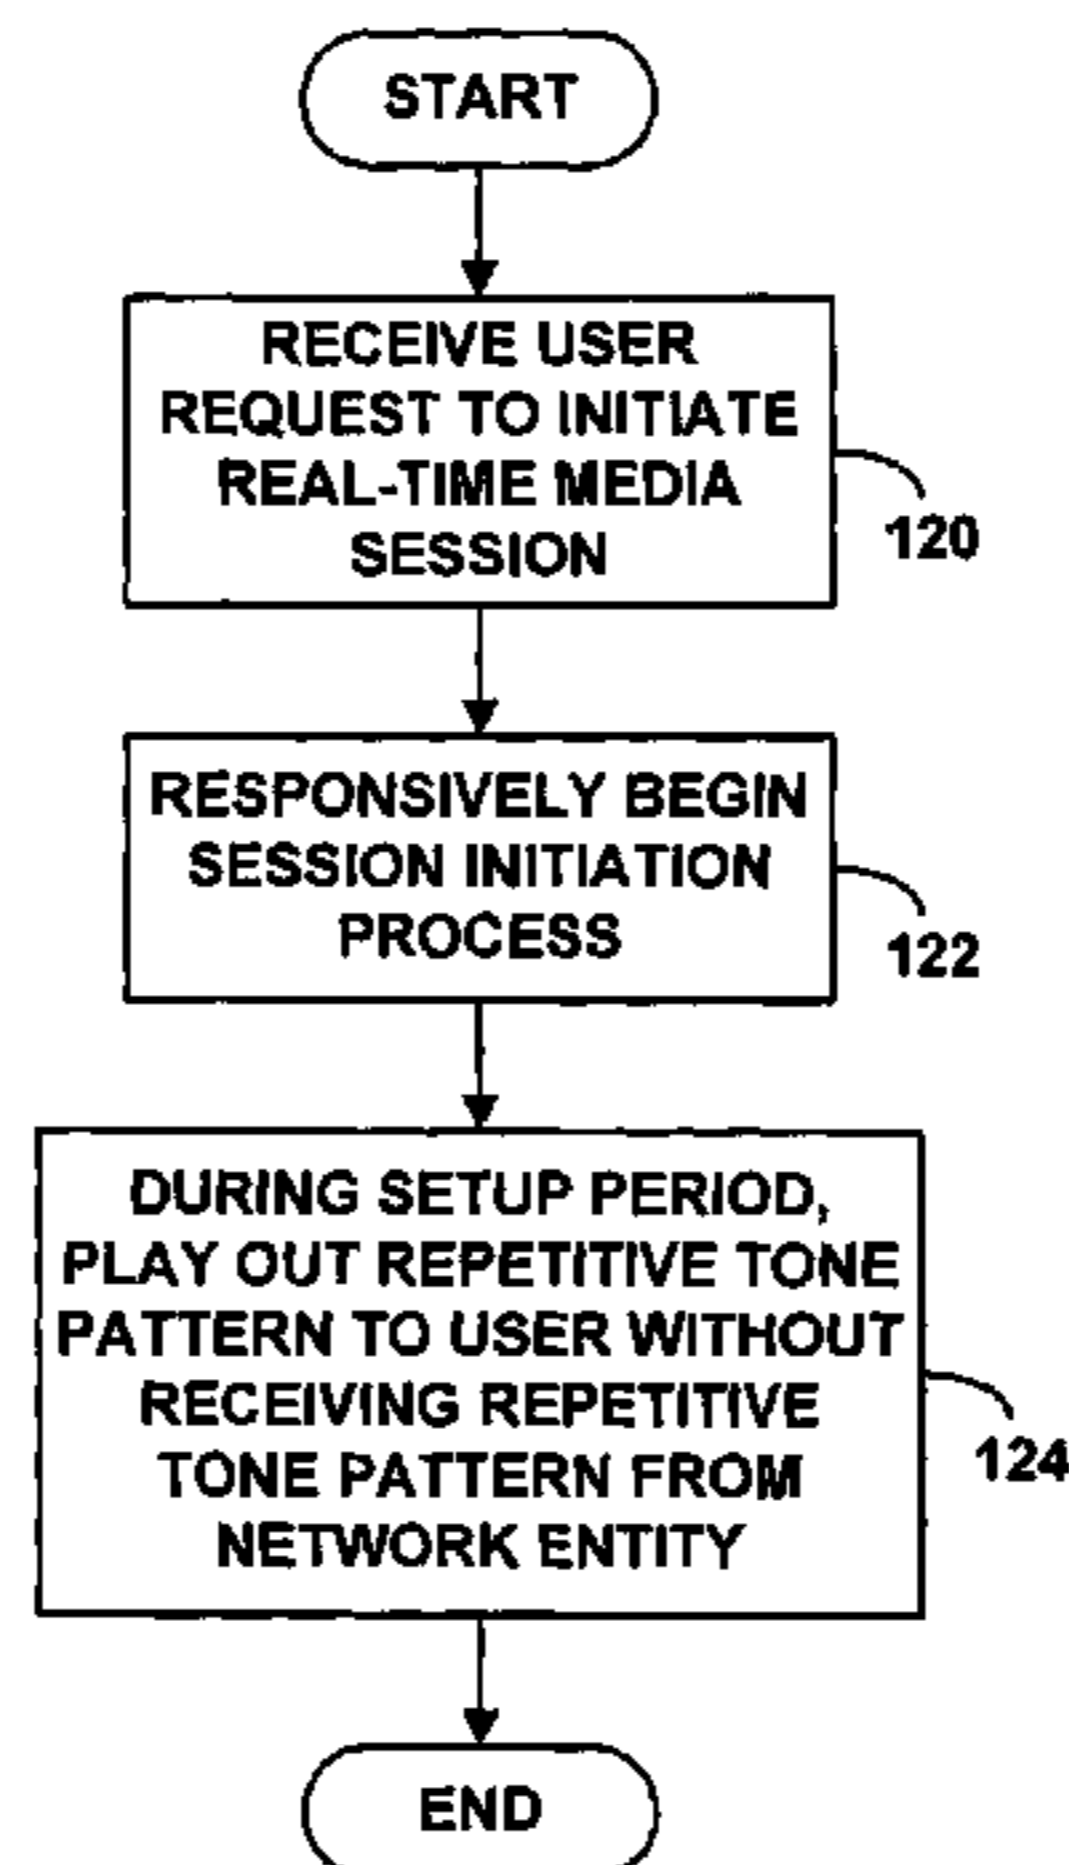 START
RECEIVE USER
REQUEST TO INITIATE
REAL-TIME MEDIA
SESSION
120
RESPONSIVELY BEGIN
SESSION INITIATION
PROCESS
122
DURING SETUP PERIOD,
PLAY OUT REPETITIVE TONE
PATTERN TO USER WITHOUT
RECEIVING REPETITIVE
TONE PATTERN FROM
NETWORK ENTITY
124
END